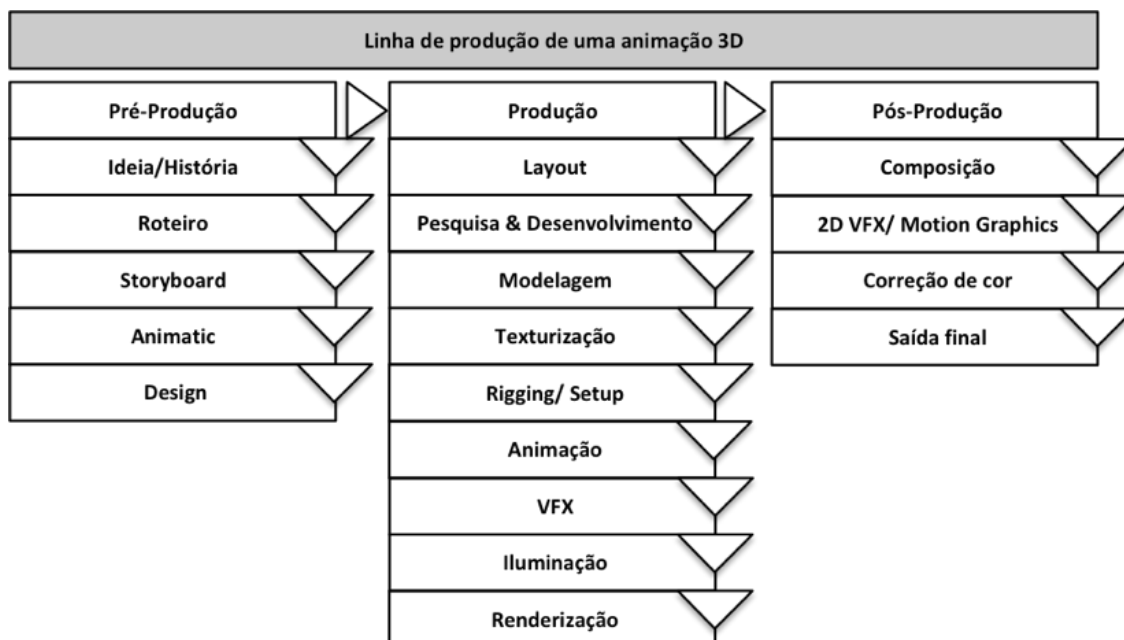 Linha de produção de uma animação 3D
Pré-Produção
Ideia/História
Roteiro
Storyboard
Animatic
Design
Produção
Layout
Pesquisa & Desenvolvimento
Modelagem
Texturização
Rigging/ Setup
Animação
VFX
Iluminação
Renderização
Pós-Produção
Composição
2D VFX/ Motion Graphics
Correção de cor
Saída final